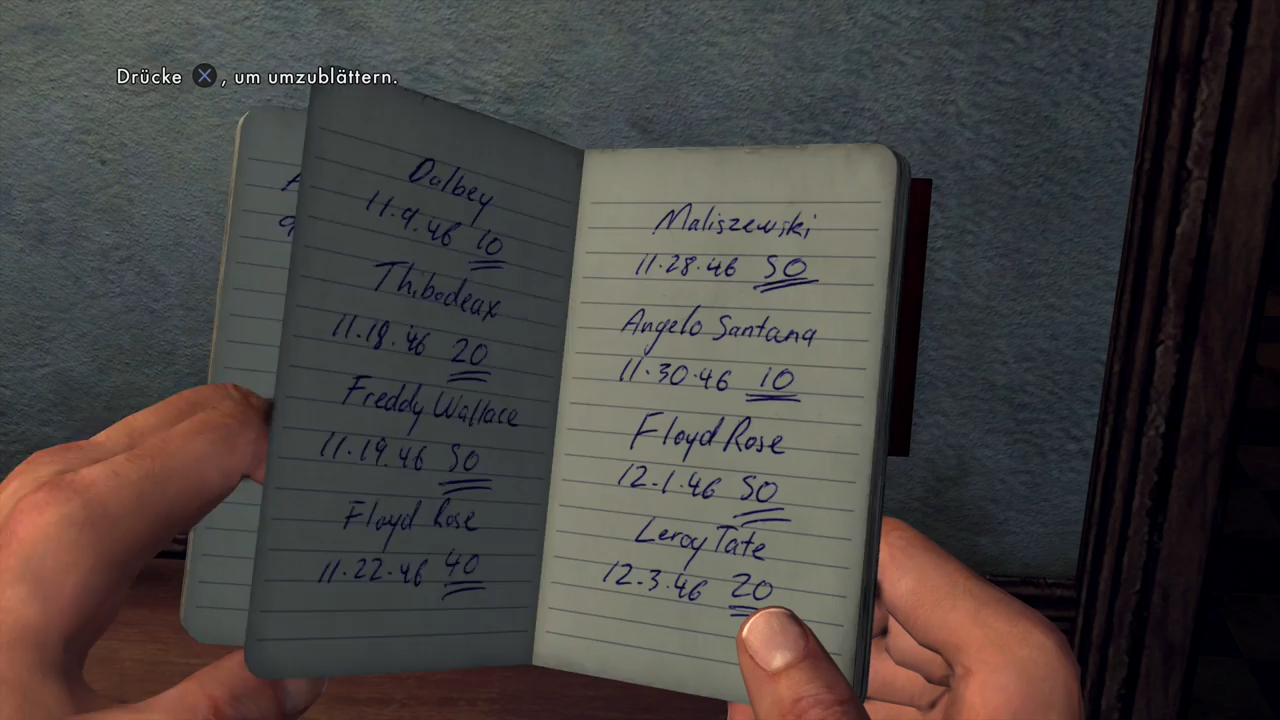 Drücke X, um umzublättern.
Dalbey
11.9.46 10
Thibodeax
11.18.46 20
Freddy Wallace
11.19.46 50
Floyd Rose
11.22.46 40
Maliszewski
11.28.46 50
Angelo Santana
11.30.46 10
Floyd Rose
12.1.46 50
Leroy Tate
12.3.46 20